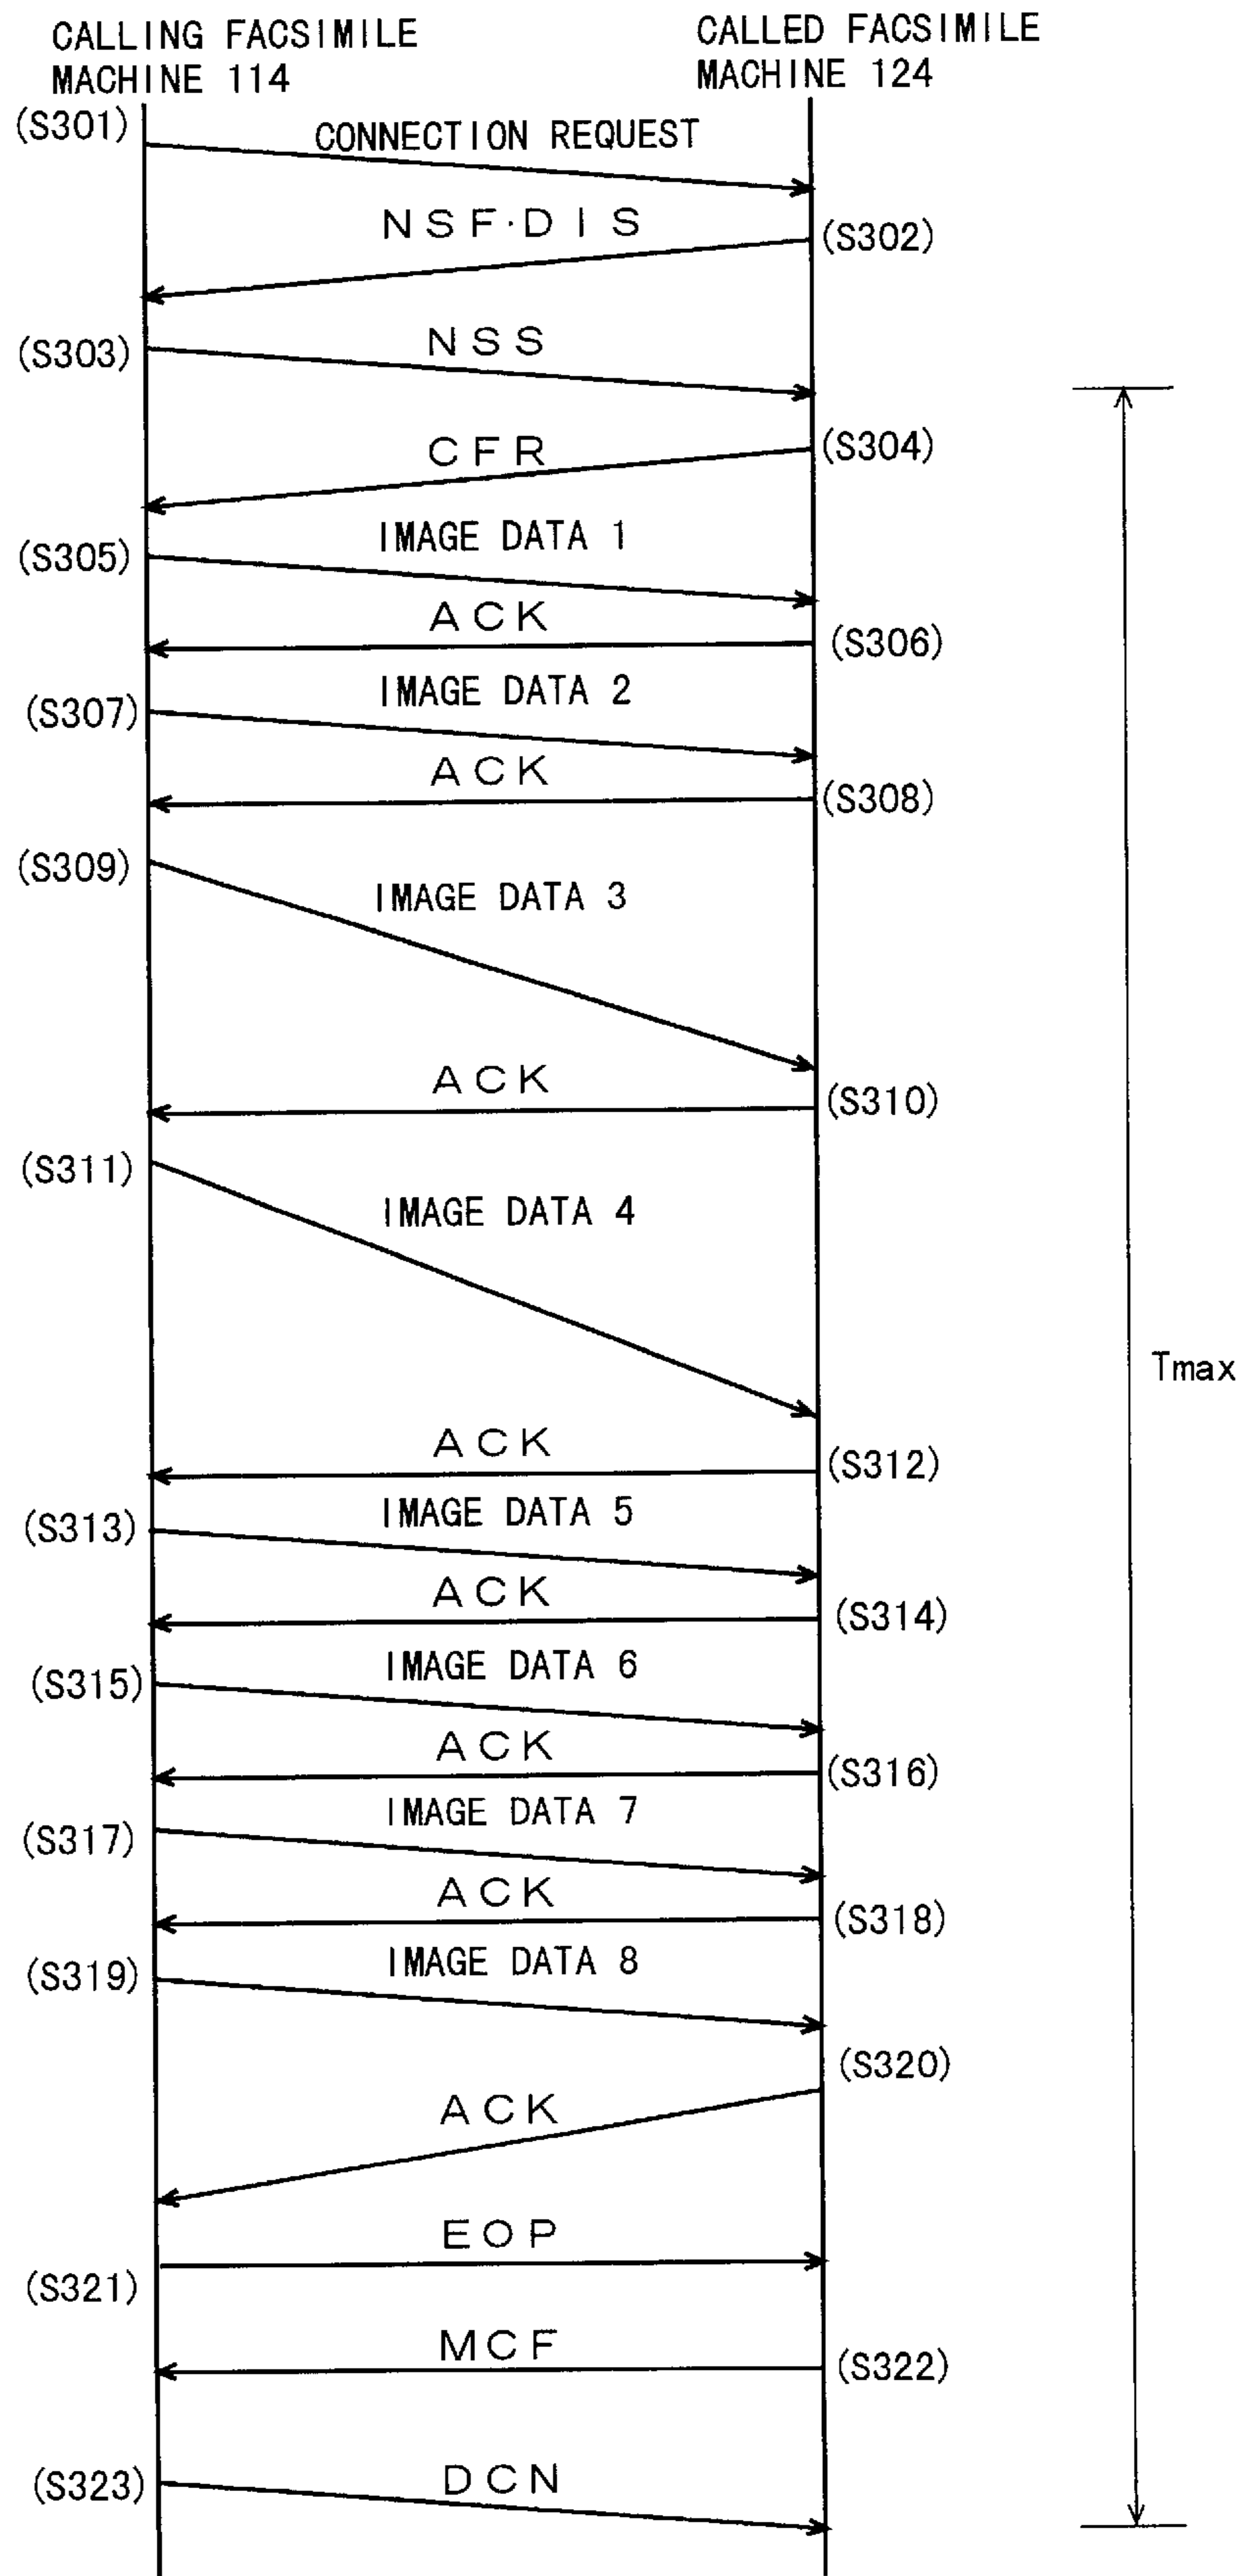 CALLING FACSIMILE
MACHINE 114
CALLED FACSIMILE
MACHINE 124
(S301)
CONNECTION REQUEST
NSF·DIS
(S302)
(S303)
NSS
CFR
(S304)
(S305)
IMAGE DATA 1
ACK
(S306)
(S307)
IMAGE DATA 2
ACK
(S308)
(S309)
IMAGE DATA 3
ACK
(S310)
(S311)
IMAGE DATA 4
Tmax
ACK
(S312)
(S313)
IMAGE DATA 5
ACK
(S314)
(S315)
IMAGE DATA 6
ACK
(S316)
(S317)
IMAGE DATA 7
ACK
(S318)
(S319)
IMAGE DATA 8
(S320)
ACK
EOP
(S321)
MCF
(S322)
(S323)
DCN